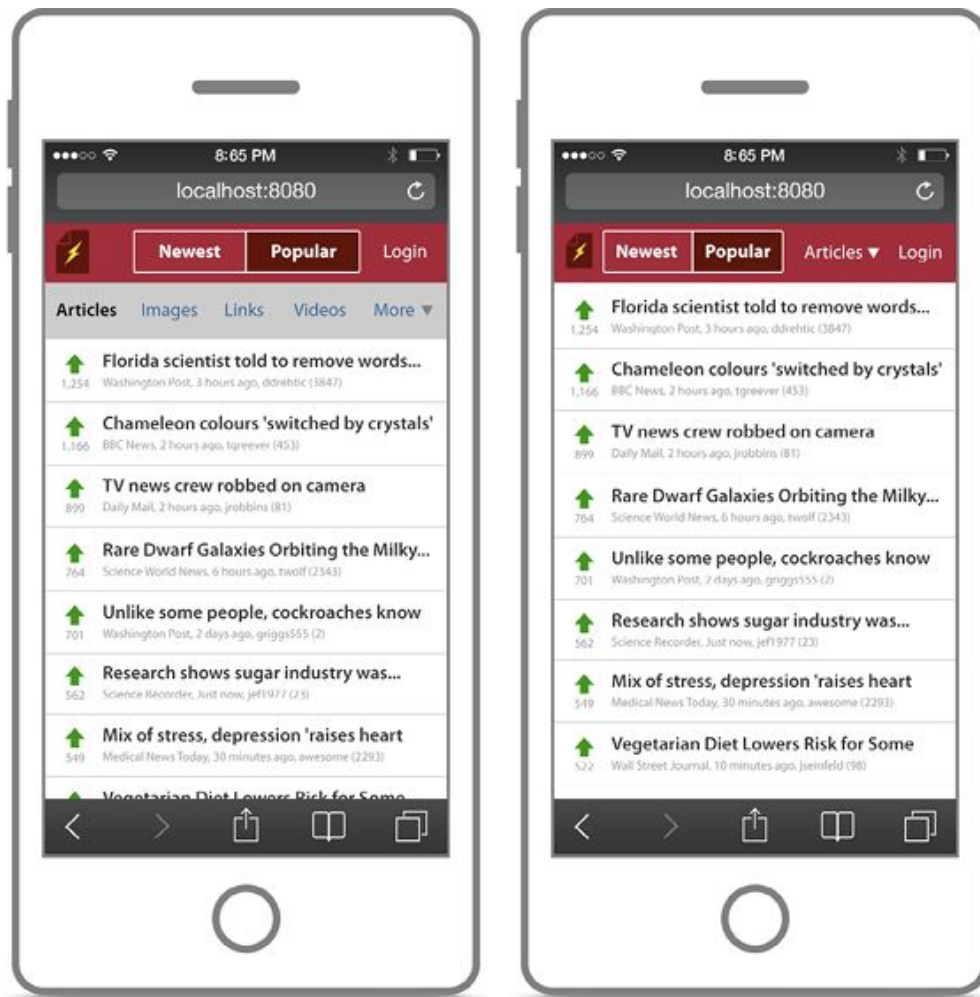 8:65 PM
localhost:8080
Newest Popular Login
Articles Images Links Videos More ▼
Florida scientist told to remove words...
1,254 Washington Post, 3 hours ago, ddrehtic (3847)
Chameleon colours 'switched by crystals'
1,166 BBC News, 2 hours ago, tgreever (453)
TV news crew robbed on camera
899 Daily Mail, 2 hours ago, jrobbins (81)
Rare Dwarf Galaxies Orbiting the Milky...
764 Science World News, 6 hours ago, twolf (2343)
Unlike some people, cockroaches know
701 Washington Post, 2 days ago, griggs555 (2)
Research shows sugar industry was...
562 Science Recorder, Just now, jef1977 (23)
Mix of stress, depression 'raises heart
549 Medical News Today, 30 minutes ago, awesome (2293)
Vegetarian Diet Lowers Risk for Some
8:65 PM
localhost:8080
Newest Popular Articles ▼ Login
Florida scientist told to remove words...
1,254 Washington Post, 3 hours ago, ddrehtic (3847)
Chameleon colours 'switched by crystals'
1,166 BBC News, 2 hours ago, tgreever (453)
TV news crew robbed on camera
899 Daily Mail, 2 hours ago, jrobbins (81)
Rare Dwarf Galaxies Orbiting the Milky...
764 Science World News, 6 hours ago, twolf (2343)
Unlike some people, cockroaches know
701 Washington Post, 2 days ago, griggs555 (2)
Research shows sugar industry was...
562 Science Recorder, Just now, jef1977 (23)
Mix of stress, depression 'raises heart
549 Medical News Today, 30 minutes ago, awesome (2293)
Vegetarian Diet Lowers Risk for Some
522 Wall Street Journal, 10 minutes ago, Jseinfeld (98)